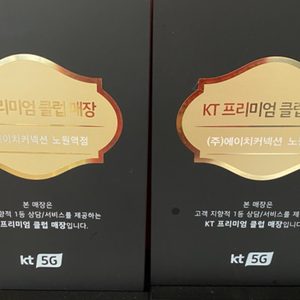 리미엄 클럽 매장
에이치커넥션 노원역점
본 매장은
지향적 1등 상담/서비스를 제공하는
프리미엄 클럽 매장입니다.
kt 5G
KT 프리미엄 클럽
(주)에이치커넥션 노
본 매장은
고객 지향적 1등 상담/서비스를 제
KT 프리미엄 클럽 매장입니다.
kt 5G